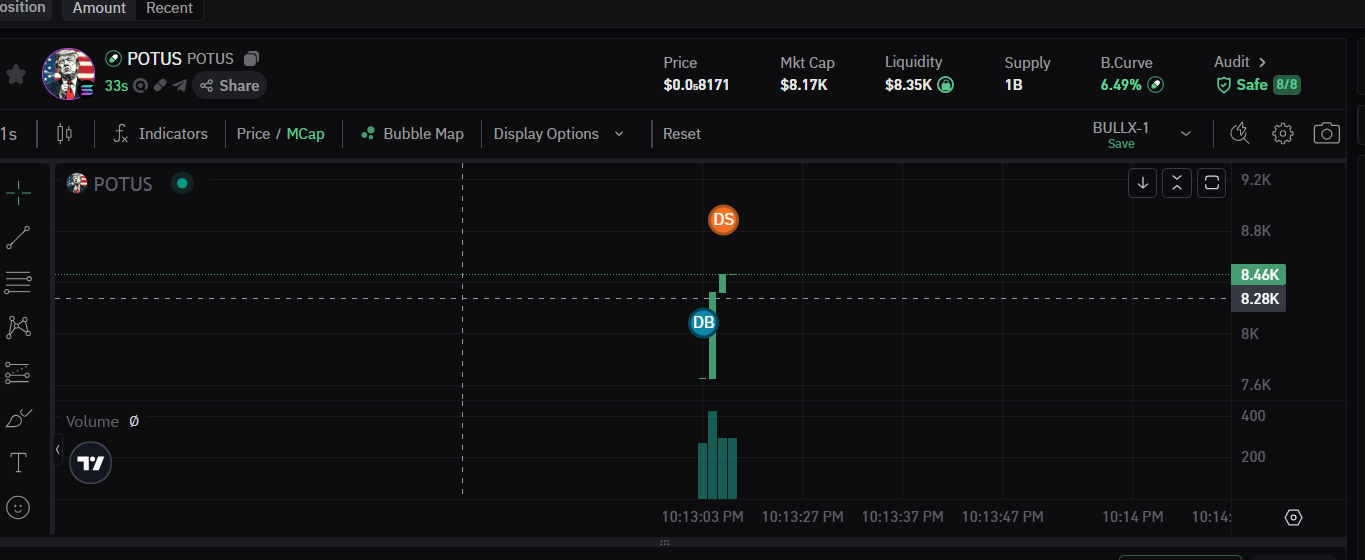 osition Amount Recent
POTUS POTUS
33s Share
Price Mkt Cap Liquidity Supply B.Curve Audit
$0.0₅8171 $8.17K $8.35K 1B 6.49% Safe 8/8
1s Indicators Price / MCap Bubble Map Display Options Reset BULLX-1
Save
POTUS
9.2K
DS
8.8K
8.46K
8.28K
DB
8K
7.6K
Volume Ø
400
200
10:13:03 PM 10:13:27 PM 10:13:37 PM 10:13:47 PM 10:14 PM 10:14: